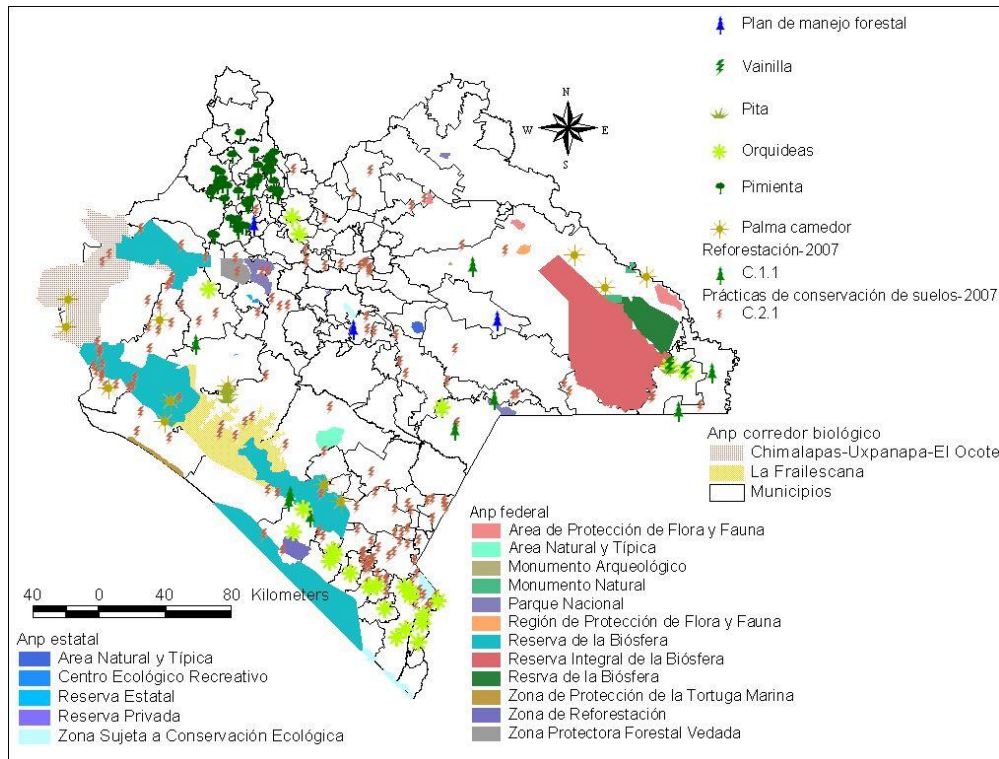 Plan de manejo forestal
Vainilla
Pita
Orquideas
Pimienta
Palma camedor
Reforestación-2007
C.1.1
Prácticas de conservación de suelos-2007
C.2.1
N
W
E
S
Anp corredor biológico
Chimalapas-Uxpanapa-El Ocote
La Frailescana
Municipios
Anp federal
Area de Protección de Flora y Fauna
Area Natural y Típica
Monumento Arqueológico
Monumento Natural
Parque Nacional
Región de Protección de Flora y Fauna
Reserva de la Biósfera
Reserva Integral de la Biósfera
Resrva de la Biósfera
Zona de Protección de la Tortuga Marina
Zona de Reforestación
Zona Protectora Forestal Vedada
40 0 40 80 Kilometers
Anp estatal
Area Natural y Típica
Centro Ecológico Recreativo
Reserva Estatal
Reserva Privada
Zona Sujeta a Conservación Ecológica